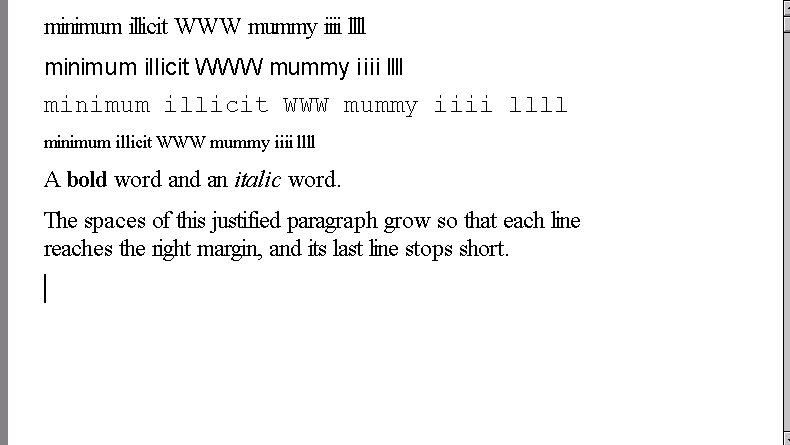 minimum illicit WWW mummy iiii llll
minimum illicit WWW mummy iiii llll
minimum illicit WWW mummy iiii llll
minimum illicit WWW mummy iiii llll
A bold word and an italic word.
The spaces of this justified paragraph grow so that each line
reaches the right margin, and its last line stops short.